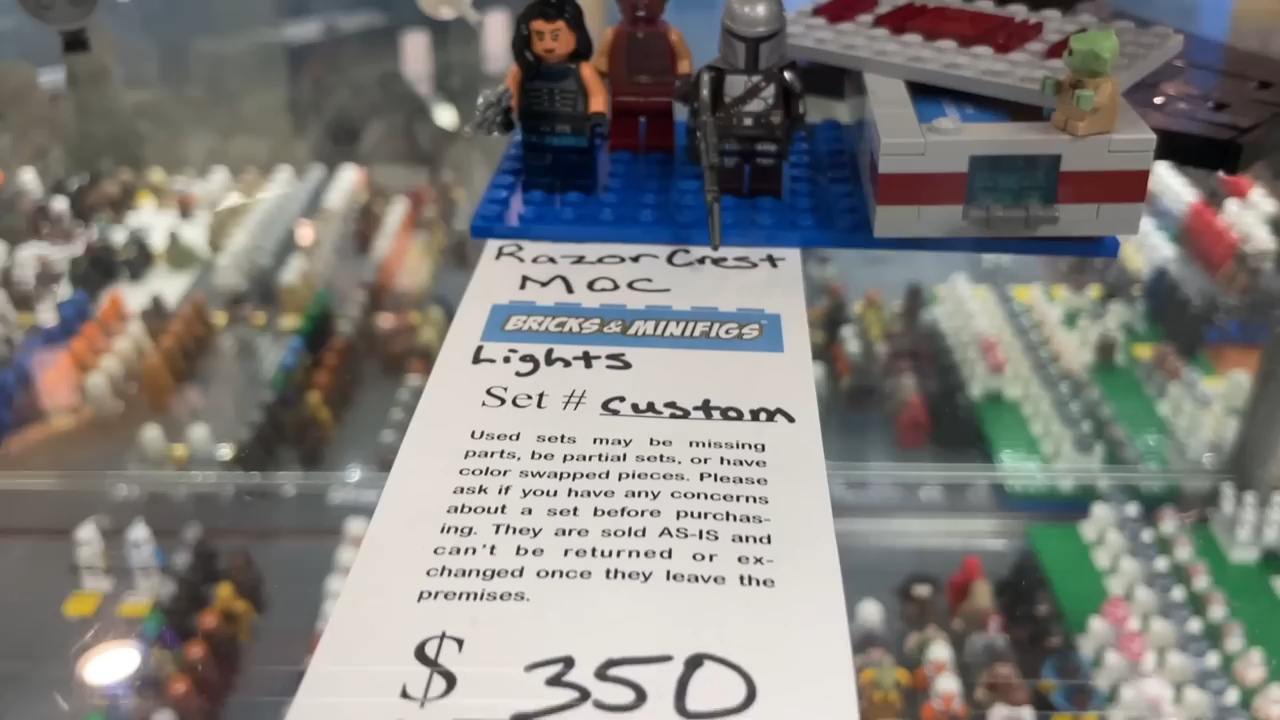 Razor Crest
MOC
BRICKS & MINIFIGS
Lights
Set # Custom
Used sets may be missing
parts, be partial sets, or have
color swapped pieces. Please
ask if you have any concerns
about a set before purchas-
ing. They are sold AS-IS and
can't be returned or ex-
changed once they leave the
premises.
$ 350